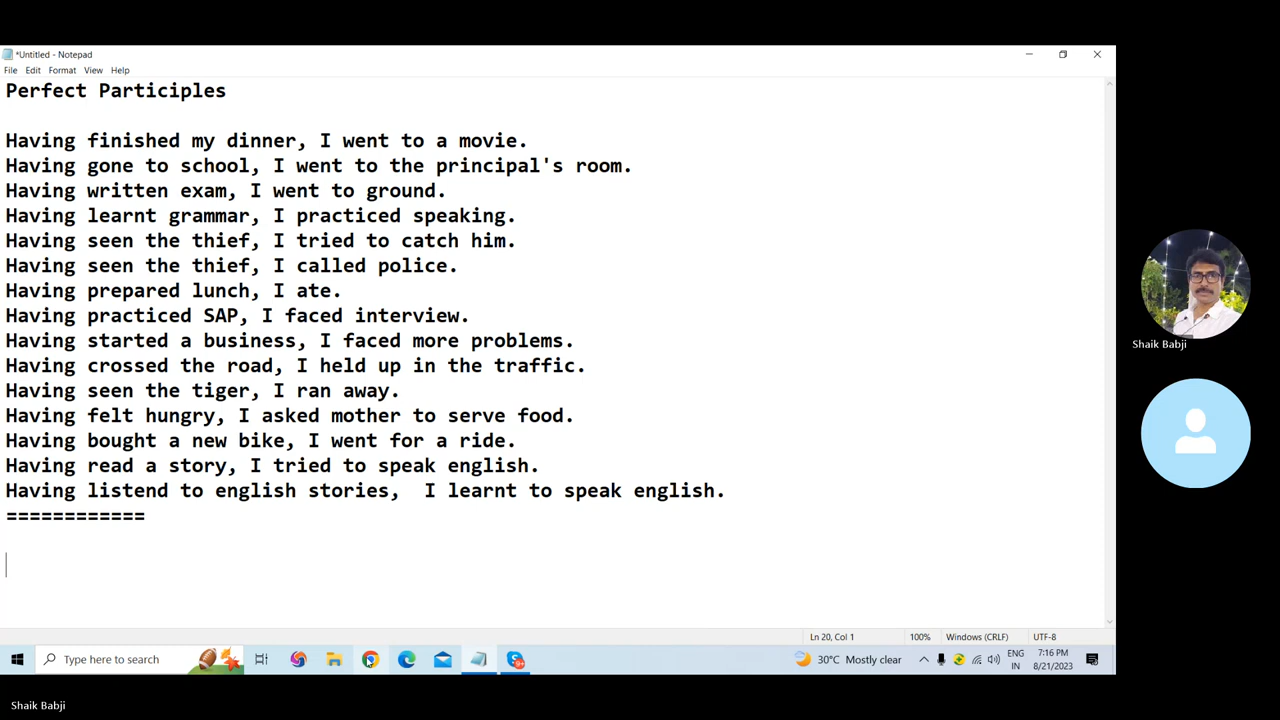 *Untitled - Notepad
File Edit Format View Help
Perfect Participles
Having finished my dinner, I went to a movie.
Having gone to school, I went to the principal's room.
Having written exam, I went to ground.
Having learnt grammar, I practiced speaking.
Having seen the thief, I tried to catch him.
Having seen the thief, I called police.
Having prepared lunch, I ate.
Having practiced SAP, I faced interview.
Having started a business, I faced more problems.
Having crossed the road, I held up in the traffic.
Having seen the tiger, I ran away.
Having felt hungry, I asked mother to serve food.
Having bought a new bike, I went for a ride.
Having read a story, I tried to speak english.
Having listend to english stories,  I learnt to speak english.
============
Shaik Babji
Ln 20, Col 1 100% Windows (CRLF) UTF-8
Type here to search 30°C Mostly clear ENG IN 7:16 PM 8/21/2023
Shaik Babji